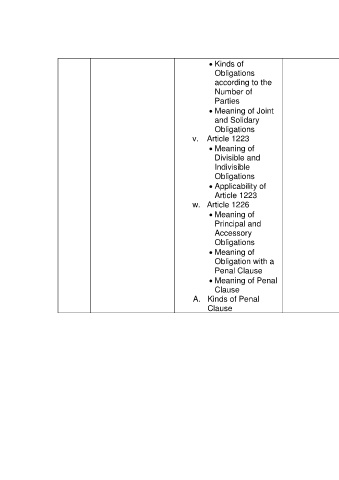 • Kinds of
Obligations
according to the
Number of
Parties
• Meaning of Joint
and Solidary
Obligations
v. Article 1223
• Meaning of
Divisible and
Indivisible
Obligations
• Applicability of
Article 1223
w. Article 1226
• Meaning of
Principal and
Accessory
Obligations
• Meaning of
Obligation with a
Penal Clause
• Meaning of Penal
Clause
A. Kinds of Penal
Clause